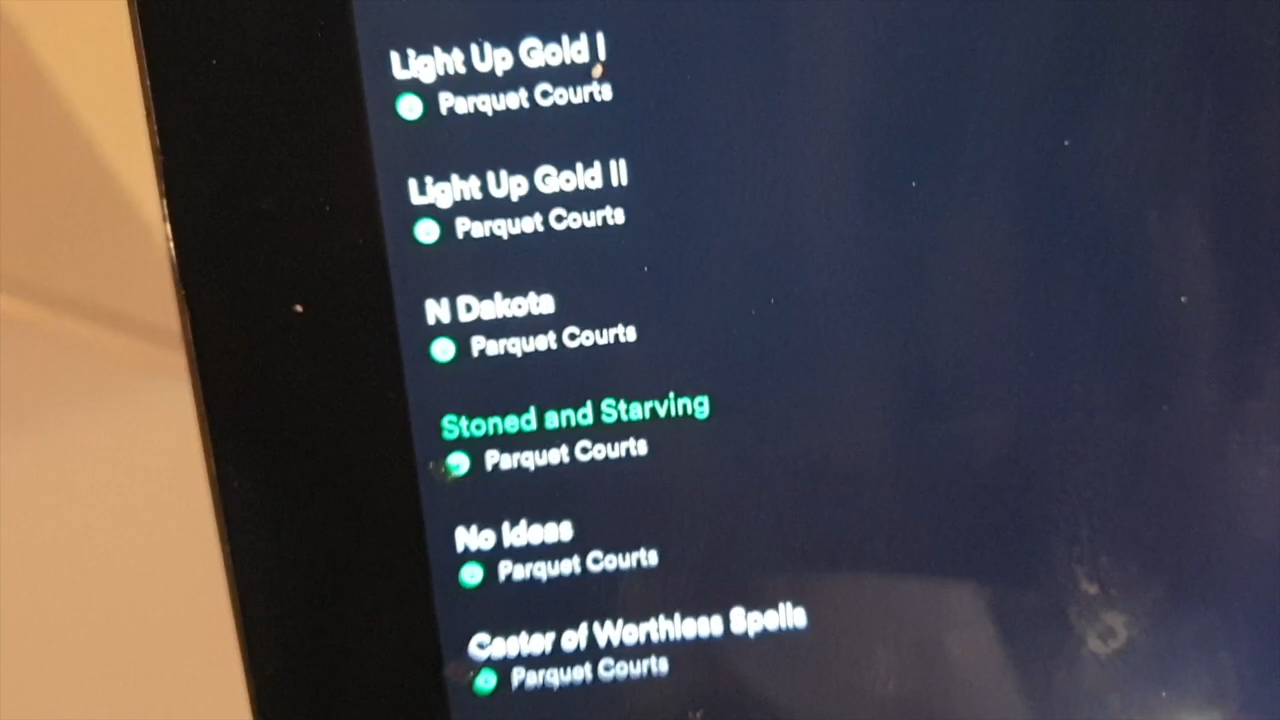 Light Up Gold I
Parquet Courts
Light Up Gold II
Parquet Courts
N Dakota
Parquet Courts
Stoned and Starving
Parquet Courts
No Ideas
Parquet Courts
Caster of Worthless Spells
Parquet Courts